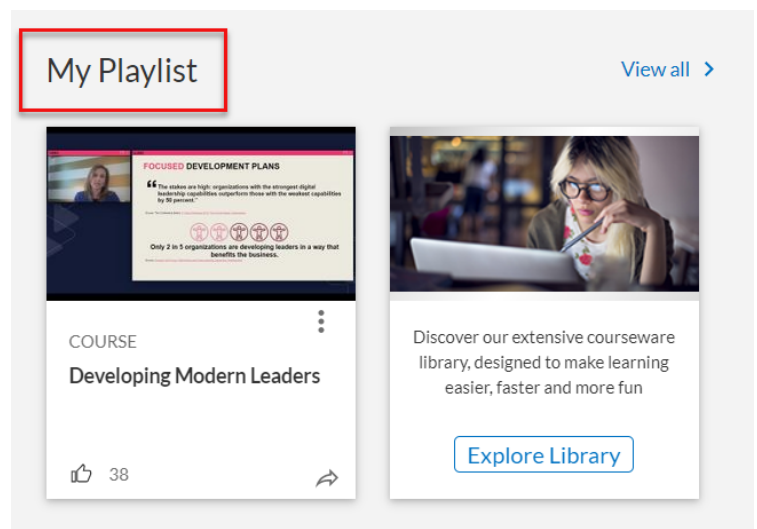 My Playlist
View all
FOCUSED DEVELOPMENT PLANS
“The stakes are high: organizations with the strongest digital
leadership capabilities outperform those with the weakest capabilities
by 50 percent."
Only 2 in 5 organizations are developing leaders in a way that
benefits the business.
COURSE
Developing Modern Leaders
38
Discover our extensive courseware
library, designed to make learning
easier, faster and more fun
Explore Library